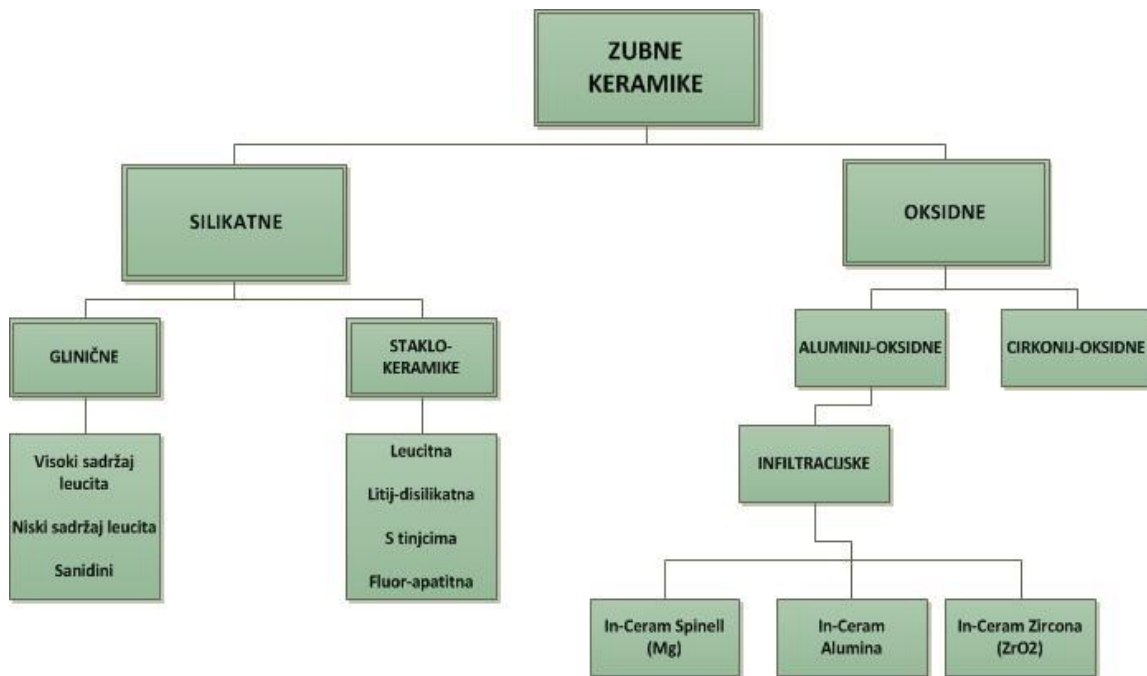 ZUBNE
KERAMIKE
SILIKATNE
OKSIDNE
GLINIČNE
STAKLO-
KERAMIKE
ALUMINIJ-OKSIDNE
CIRKONIJ-OKSIDNE
Visoki sadržaj
leucita
Niski sadržaj leucita
Sanidini
Leucitna
Litij-disilikatna
S tinjcima
Fluor-apatitna
INFILTRACIJSKE
In-Ceram Spinell
(Mg)
In-Ceram
Alumina
In-Ceram Zircona
(ZrO2)